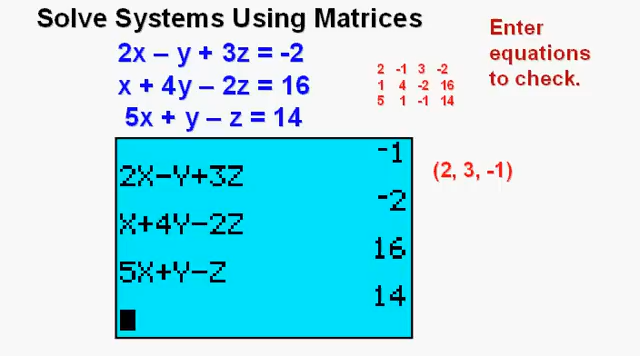 Solve Systems Using Matrices
2x – y + 3z = -2
x + 4y – 2z = 16
5x + y – z = 14
Enter
equations
to check.
2 -1 3 -2
1 4 -2 16
5 1 -1 14
-1
2X-Y+3Z
-2
X+4Y-2Z
16
5X+Y-Z
14
(2, 3, -1)